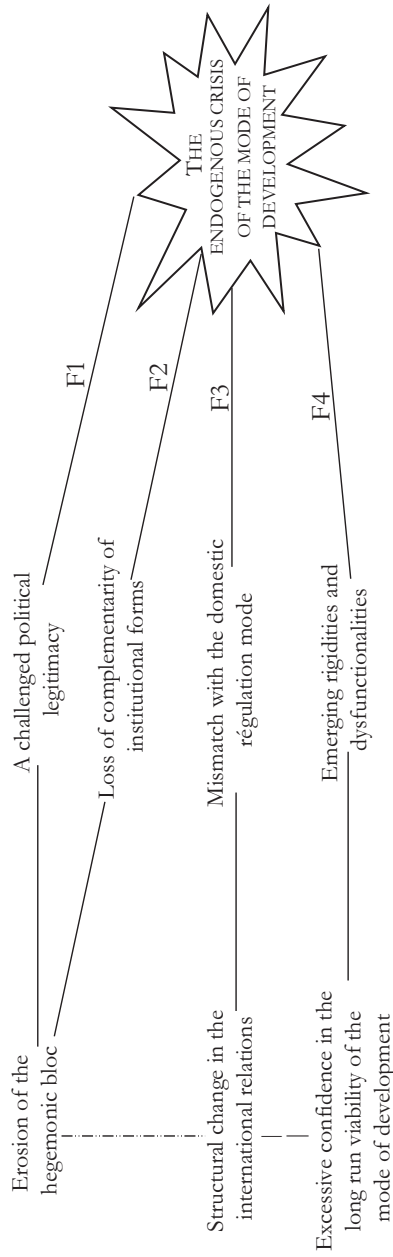 Erosion of the
hegemonic bloc
A challenged political
legitimacy
F1
Loss of complementarity of
institutional forms
F2
Structural change in the
international relations
Mismatch with the domestic
régulation mode
F3
Excessive confidence in the
long run viability of the
mode of development
Emerging rigidities and
dysfunctionalities
F4
THE
ENDOGENOUS CRISIS
OF THE MODE OF
DEVELOPMENT